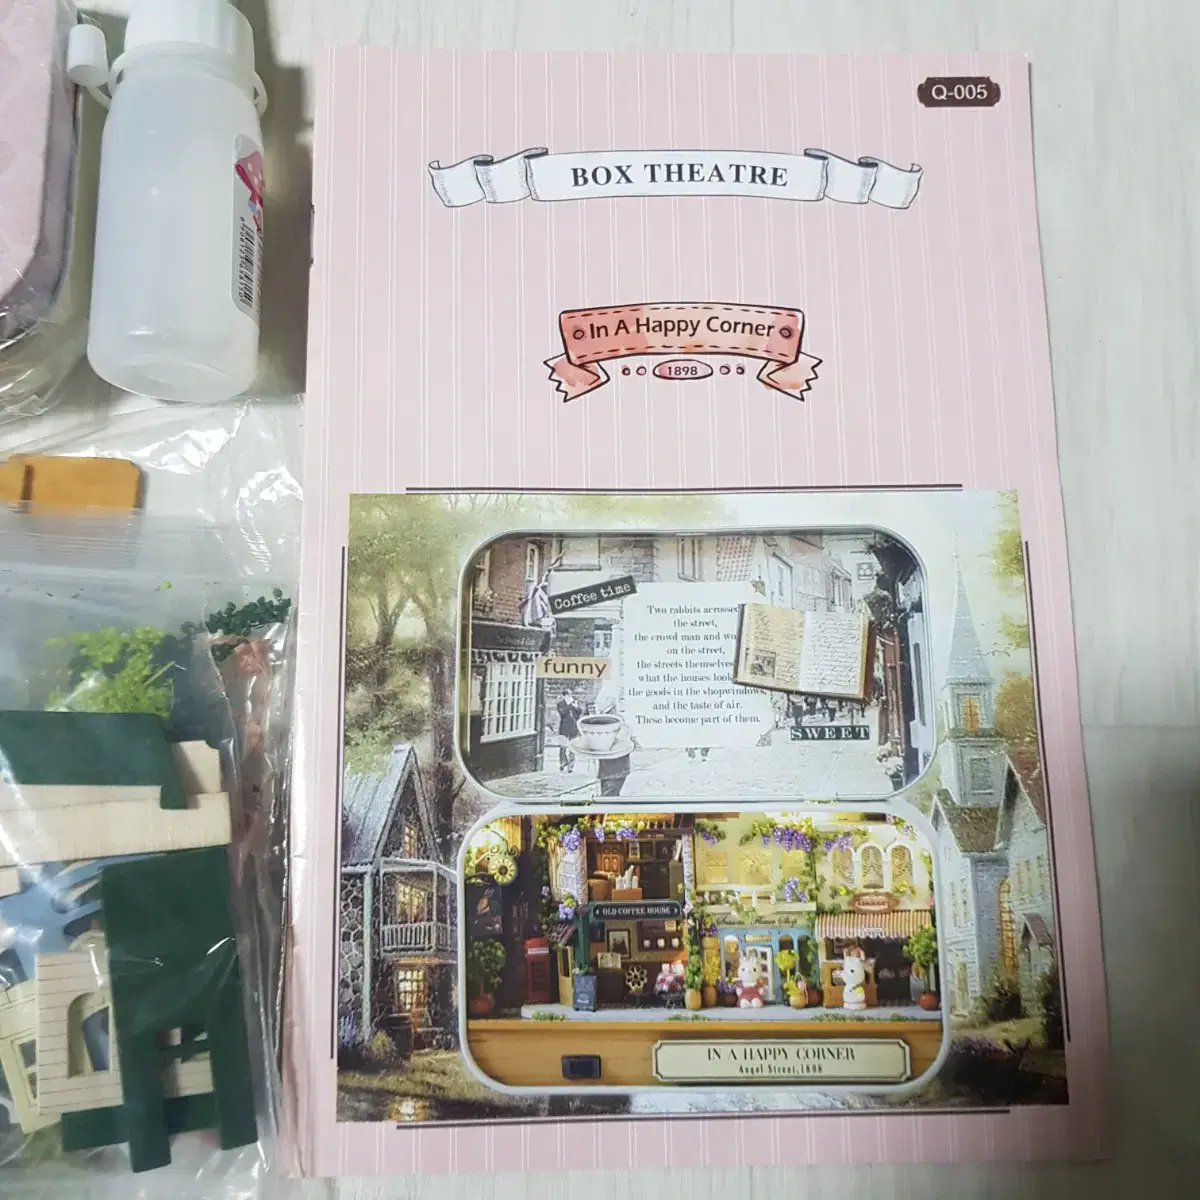 Q-005
BOX THEATRE
In A Happy Corner
1898
Coffee time
funny
Two rabbits acrossed
the street,
the crowd man and wo
on the street,
the streets themselves
what the houses look
the goods in the shopwindows,
and the taste of air.
These become part of them.
SWEET
OLD COFFEE HOUSE
IN A HAPPY CORNER
Angel Street,1898